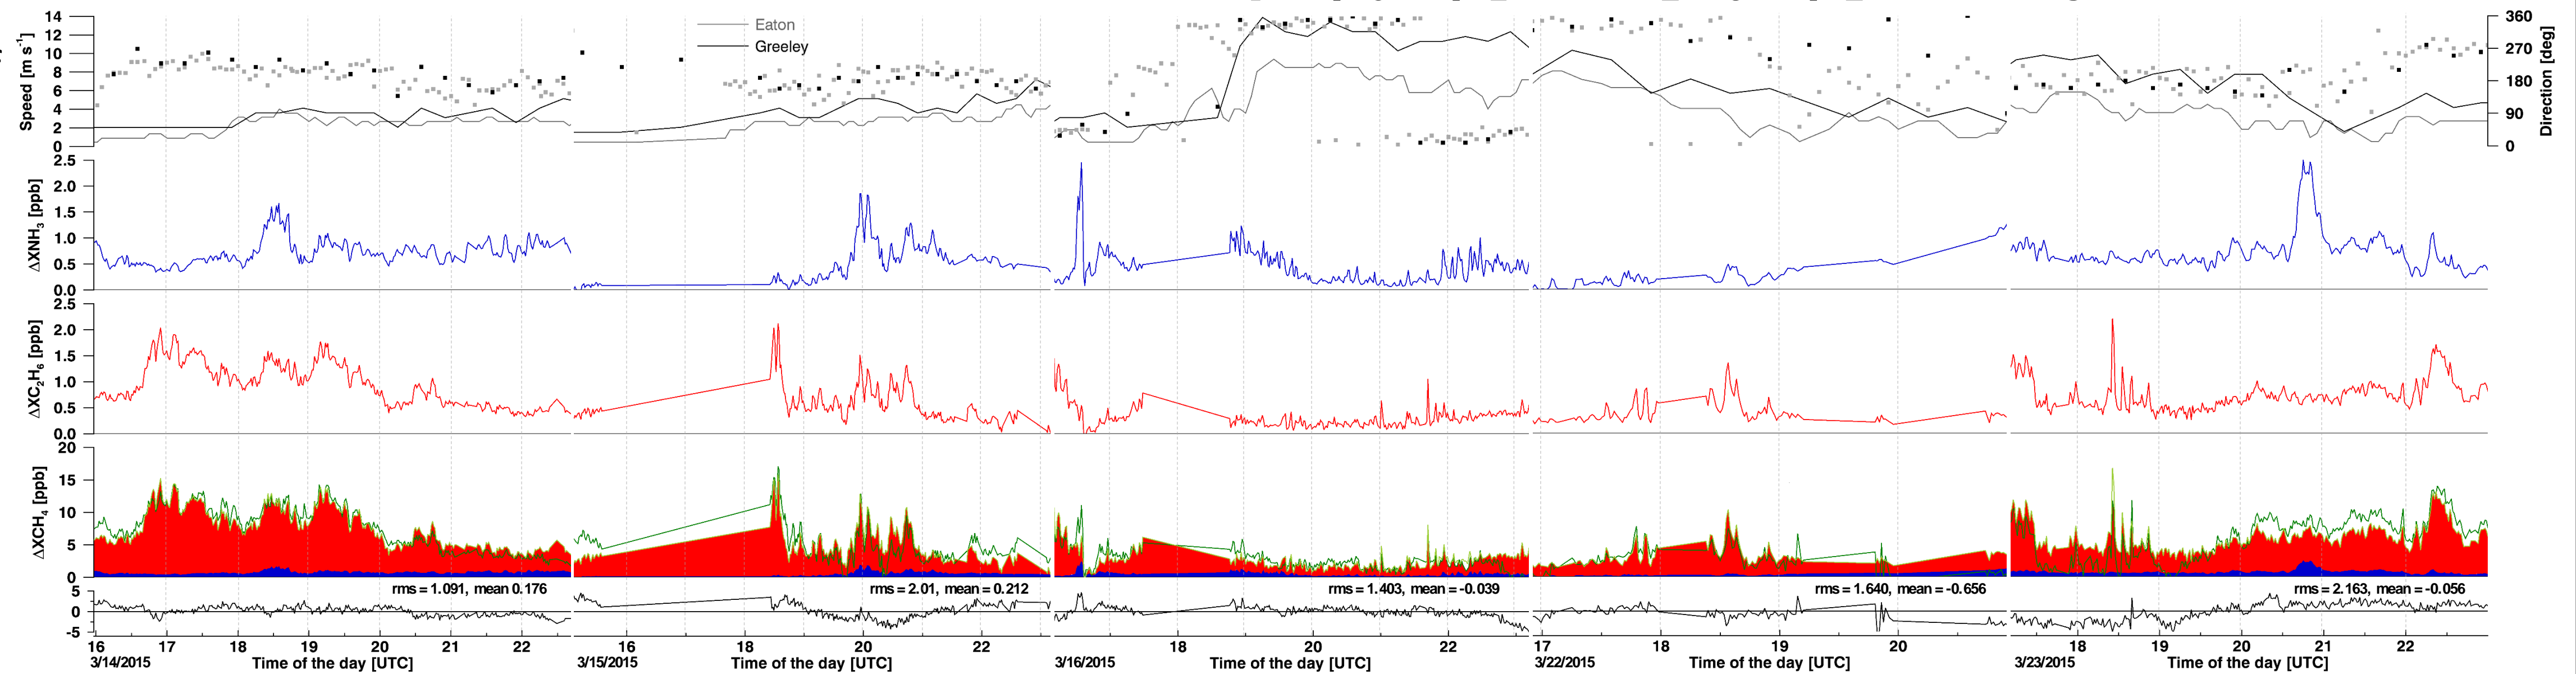 Speed [m s⁻¹]
14
12
10
8
6
4
2
0
Eaton
Greeley
360
270
180
90
0
Direction [deg]
ΔXNH₃ [ppb]
2.5
2.0
1.5
1.0
0.5
0.0
ΔXC₂H₆ [ppb]
2.5
2.0
1.5
1.0
0.5
0.0
ΔXCH₄ [ppb]
20
15
10
5
0
rms = 1.091, mean 0.176
rms = 2.01, mean = 0.212
rms = 1.403, mean = -0.039
rms = 1.640, mean = -0.656
rms = 2.163, mean = -0.056
5
0
-5
16 17 18 19 20 21 22
16 18 20 22
18 20 22
17 18 19 20
18 19 20 21 22
3/14/2015 Time of the day [UTC]
3/15/2015 Time of the day [UTC]
3/16/2015 Time of the day [UTC]
3/22/2015 Time of the day [UTC]
3/23/2015 Time of the day [UTC]